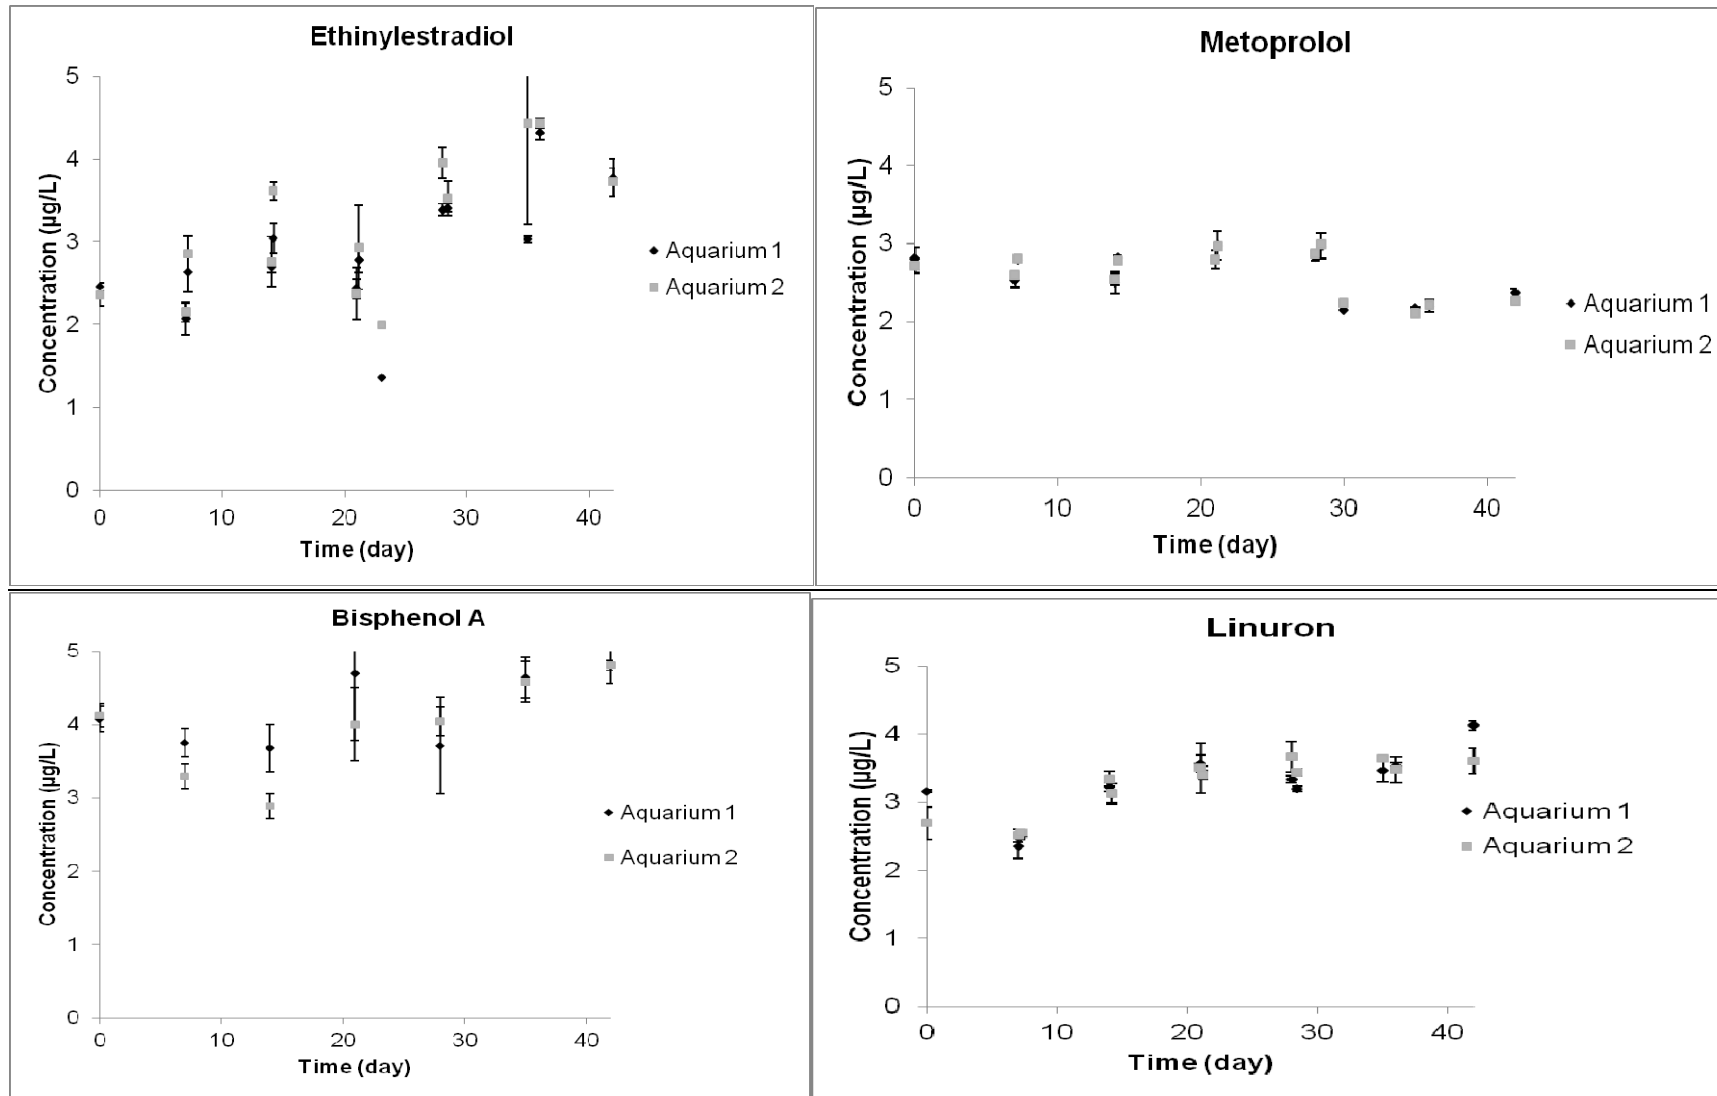 Ethinylestradiol
5
4
3
2
1
0
Concentration (µg/L)
0 10 20 30 40
Time (day)
Aquarium 1
Aquarium 2
Metoprolol
5
4
3
2
1
0
Concentration (µg/L)
0 10 20 30 40
Time (day)
Aquarium 1
Aquarium 2
Bisphenol A
5
4
3
2
1
0
Concentration (µg/L)
0 10 20 30 40
Time (day)
Aquarium 1
Aquarium 2
Linuron
5
4
3
2
1
0
Concentration (µg/L)
0 10 20 30 40
Time (day)
Aquarium 1
Aquarium 2